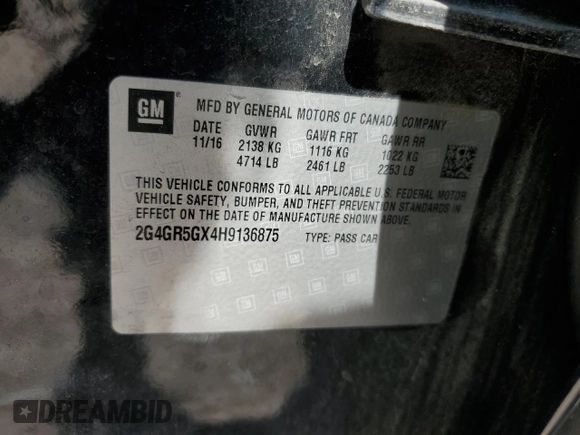 GM ®
MFD BY GENERAL MOTORS OF CANADA COMPANY
DATE GVWR GAWR FRT GAWR RR
11/16 2138 KG 1116 KG 1022 KG
4714 LB 2461 LB 2253 LB
THIS VEHICLE CONFORMS TO ALL APPLICABLE U.S. FEDERAL MOTOR
VEHICLE SAFETY, BUMPER, AND THEFT PREVENTION STANDARDS IN
EFFECT ON THE DATE OF MANUFACTURE SHOWN ABOVE.
2G4GR5GX4H9136875 TYPE: PASS CAR
DREAMBID